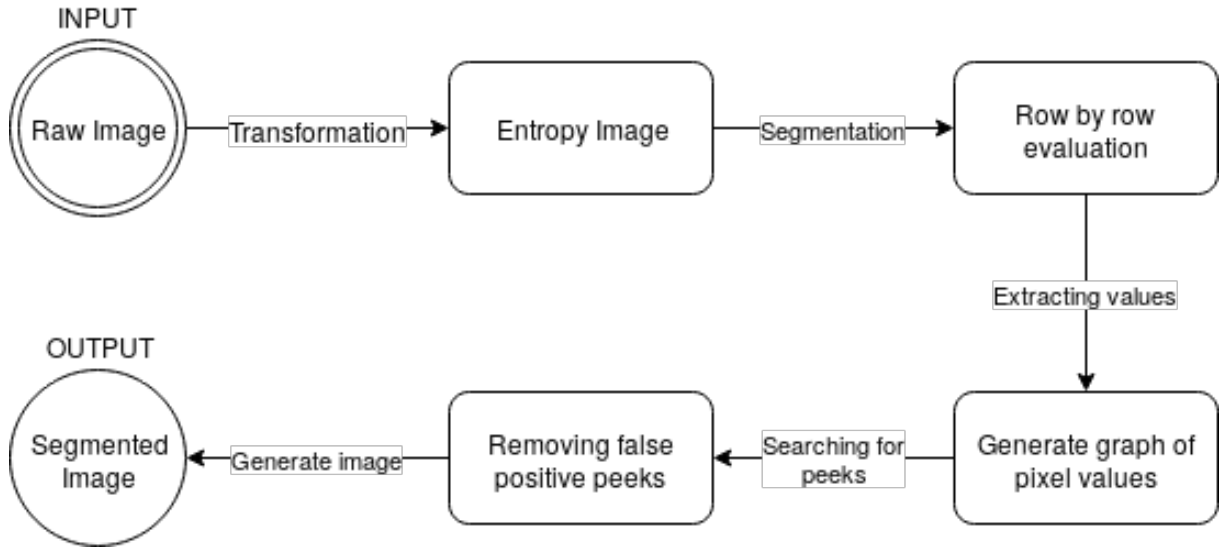 INPUT
Raw Image
Transformation
Entropy Image
Segmentation
Row by row
evaluation
Extracting values
Generate graph of
pixel values
Searching for
peeks
Removing false
positive peeks
Generate image
OUTPUT
Segmented
Image